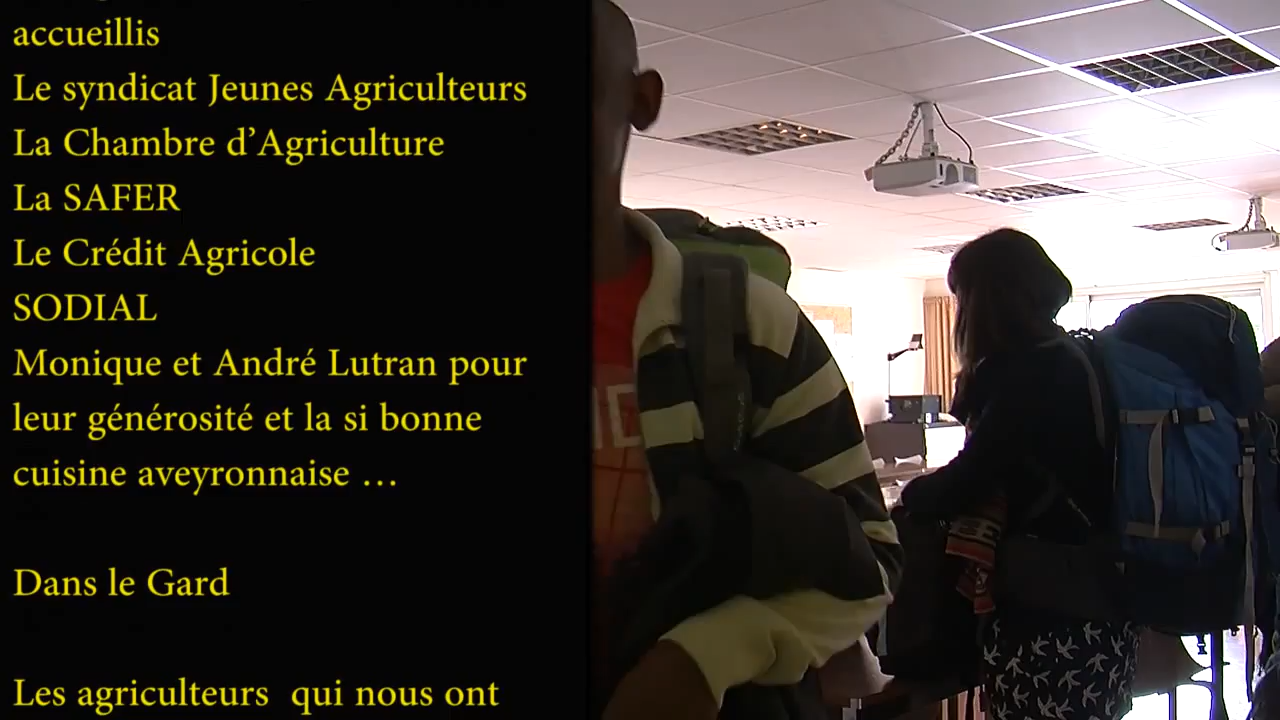 accueillis
Le syndicat Jeunes Agriculteurs
La Chambre d’Agriculture
La SAFER
Le Crédit Agricole
SODIAL
Monique et André Lutran pour
leur générosité et la si bonne
cuisine aveyronnaise …
Dans le Gard
Les agriculteurs qui nous ont